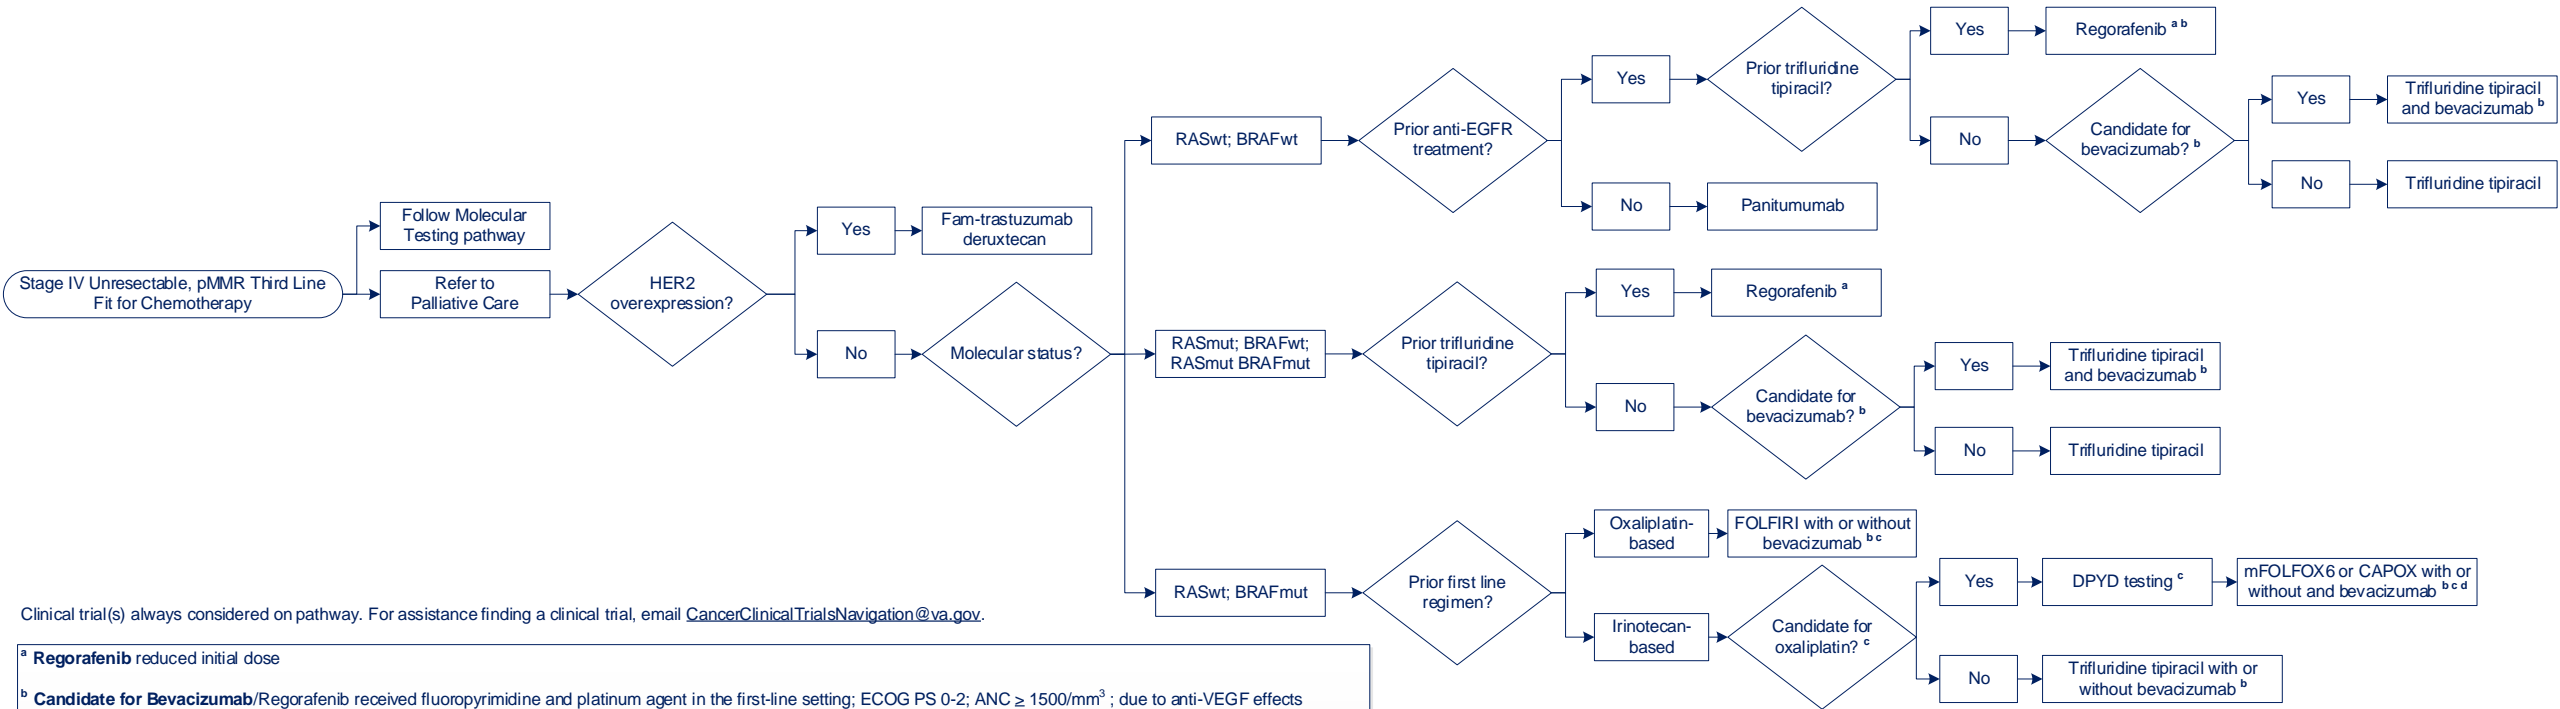 Stage IV Unresectable, pMMR Third Line
Fit for Chemotherapy
Follow Molecular
Testing pathway
Refer to
Palliative Care
HER2
overexpression?
Yes
Fam-trastuzumab
deruxtecan
No
Molecular status?
RASwt; BRAFwt
Prior anti-EGFR
treatment?
Yes
Prior trifluridine
tipiracil?
Yes
Regorafenib a b
No
Candidate for
bevacizumab? b
Yes
Trifluridine tipiracil
and bevacizumab b
No
Trifluridine tipiracil
No
Panitumumab
RASmut; BRAFwt;
RASmut BRAFmut
Prior trifluridine
tipiracil?
Yes
Regorafenib a
No
Candidate for
bevacizumab? b
Yes
Trifluridine tipiracil
and bevacizumab b
No
Trifluridine tipiracil
RASwt; BRAFmut
Prior first line
regimen?
Oxaliplatin-
based
FOLFIRI with or without
bevacizumab b c
Irinotecan-
based
Candidate for
oxaliplatin? c
Yes
DPYD testing c
mFOLFOX6 or CAPOX with or
without and bevacizumab b c d
No
Trifluridine tipiracil with or
without bevacizumab b
Clinical trial(s) always considered on pathway. For assistance finding a clinical trial, email CancerClinicalTrialsNavigation@va.gov.
a Regorafenib reduced initial dose
b Candidate for Bevacizumab/Regorafenib received fluoropyrimidine and platinum agent in the first-line setting; ECOG PS 0-2; ANC ≥ 1500/mm3 ; due to anti-VEGF effects